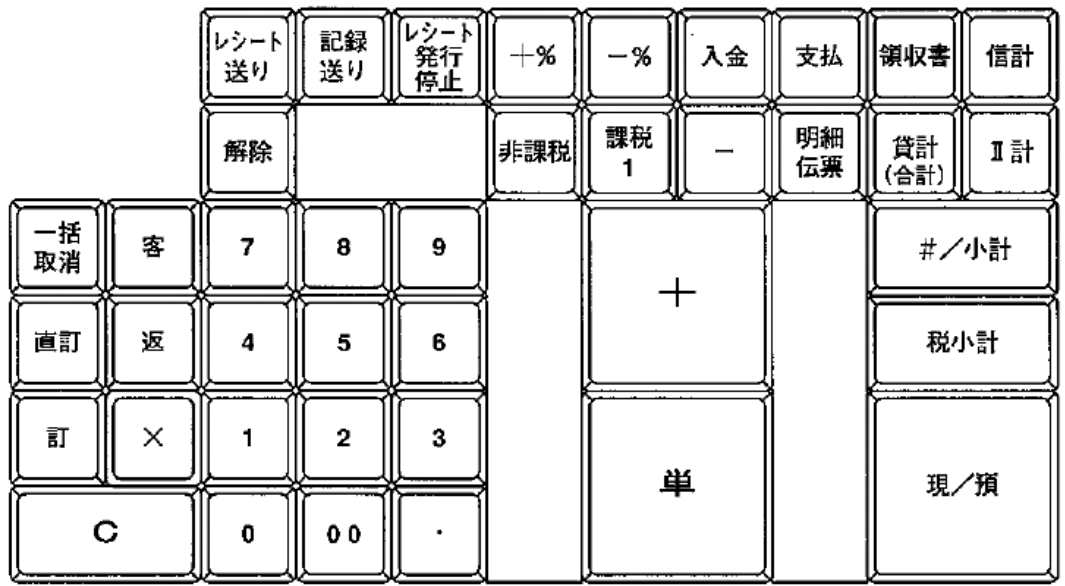 レシート
送り
記録
送り
レシート
発行
停止
＋%
－%
入金
支払
領収書
信計
解除
非課税
課税
1
－
明細
伝票
貸計
(合計)
Ⅱ計
一括
取消
客
7
8
9
＋
#／小計
直訂
返
4
5
6
税小計
訂
×
1
2
3
単
現／預
C
0
00
・